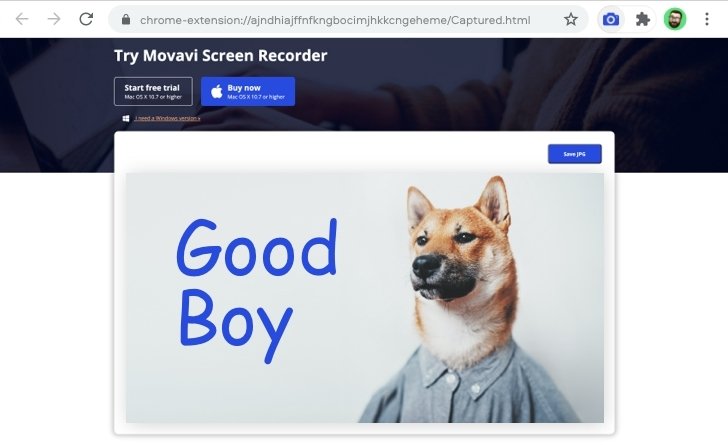 chrome-extension://ajndhiajffnfkngbocimjhkkcngeheme/Captured.html
Try Movavi Screen Recorder
Start free trial
Mac OS X 10.7 or higher
Buy now
Mac OS X 10.7 or higher
I need a Windows version »
Save JPG
Good
Boy